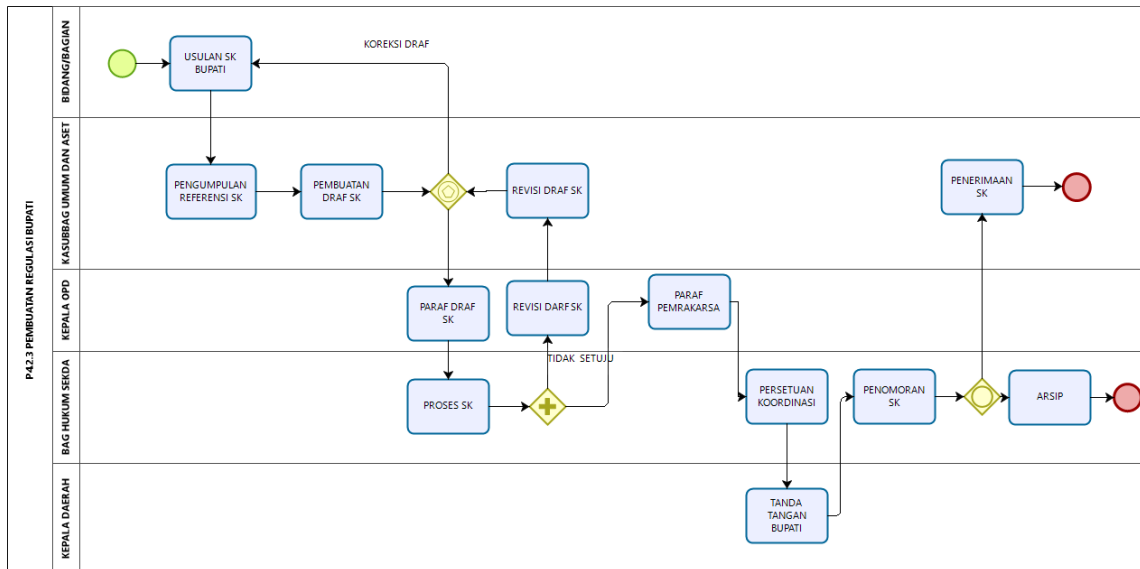 P.42.3 PEMBUATAN REGULASI BUPATI
BIDANG/BAGIAN
KOREKSI DRAF
USULAN SK
BUPATI
KASUBBAG UMUM DAN ASET
PENGUMPULAN
REFERENSI SK
PEMBUATAN
DRAF SK
REVISI DRAF SK
PENERIMAAN
SK
KEPALA OPD
PARAF DRAF
SK
REVISI DARF SK
PARAF
PEMRAKARSA
TIDAK SETUJU
BAG HUKUM SEKDA
PROSES SK
PERSETUAN
KOORDINASI
PENOMORAN
SK
ARSIP
KEPALA DAERAH
TANDA
TANGAN
BUPATI